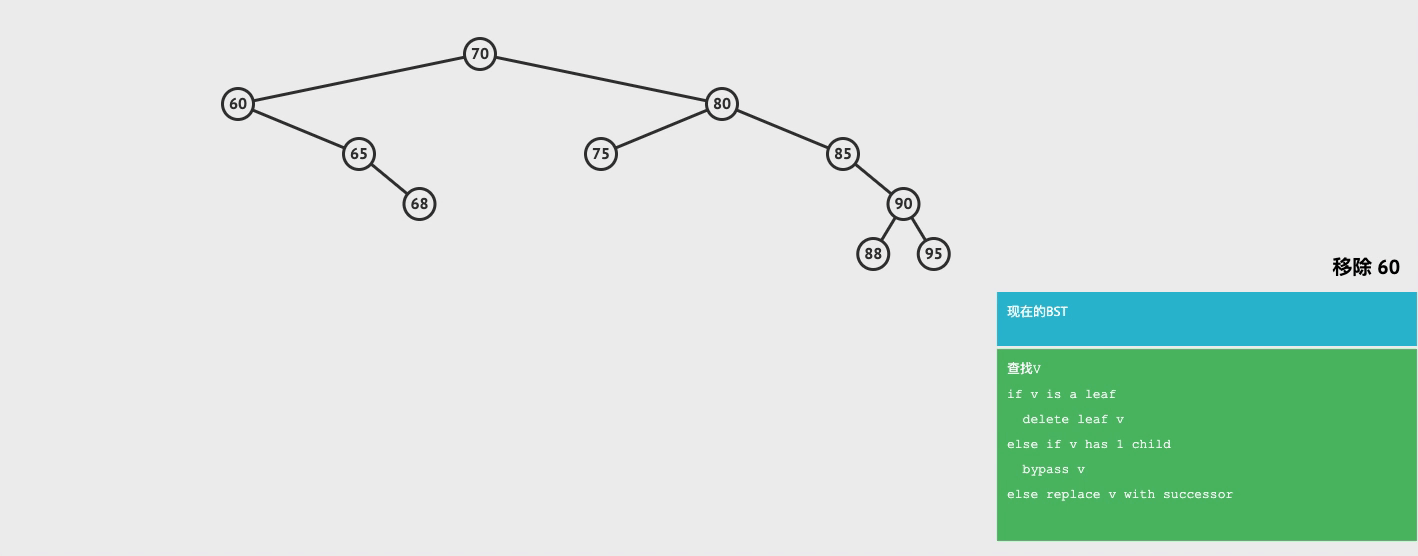 70
60
80
65
75
85
68
90
88
95
移除 60
现在的BST
查找v
if v is a leaf
delete leaf v
else if v has 1 child
bypass v
else replace v with successor